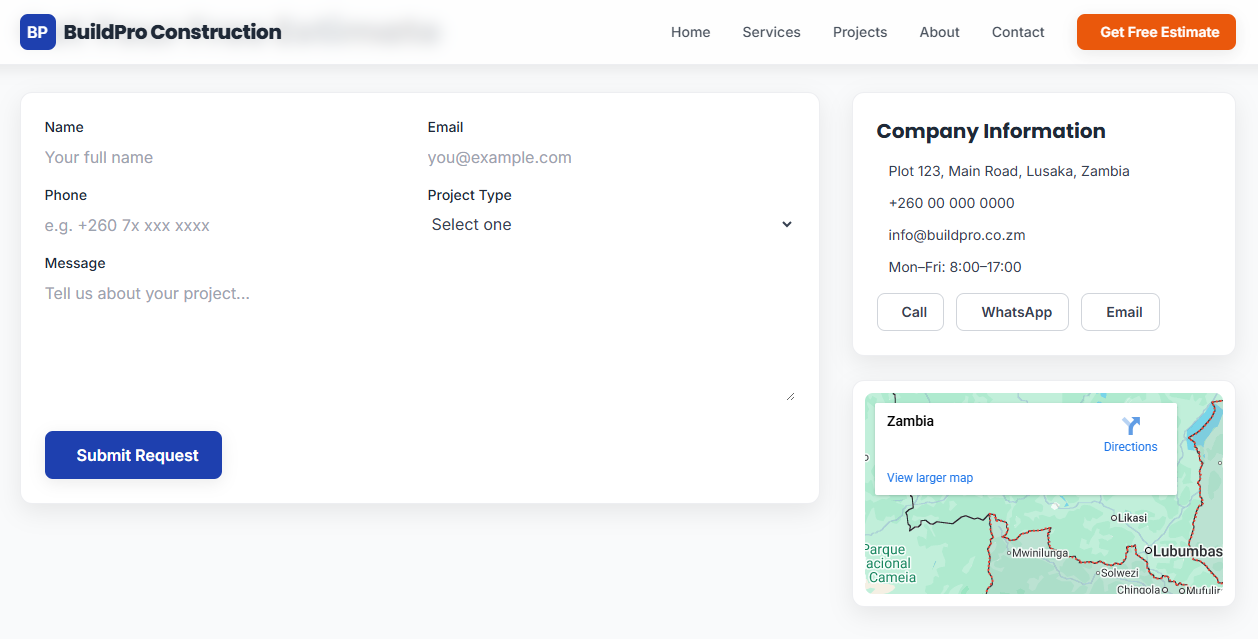 BP BuildPro Construction
Home Services Projects About Contact Get Free Estimate
Name Email
Your full name you@example.com
Phone Project Type
e.g. +260 7x xxx xxxx Select one
Message
Tell us about your project...
Submit Request
Company Information
Plot 123, Main Road, Lusaka, Zambia
+260 00 000 0000
info@buildpro.co.zm
Mon–Fri: 8:00–17:00
Call WhatsApp Email
Zambia
Directions
View larger map
Likasi
Parque
acional
Cameia
Mwinilunga
Lubumbas
Solwezi
Chingola
Mufulir